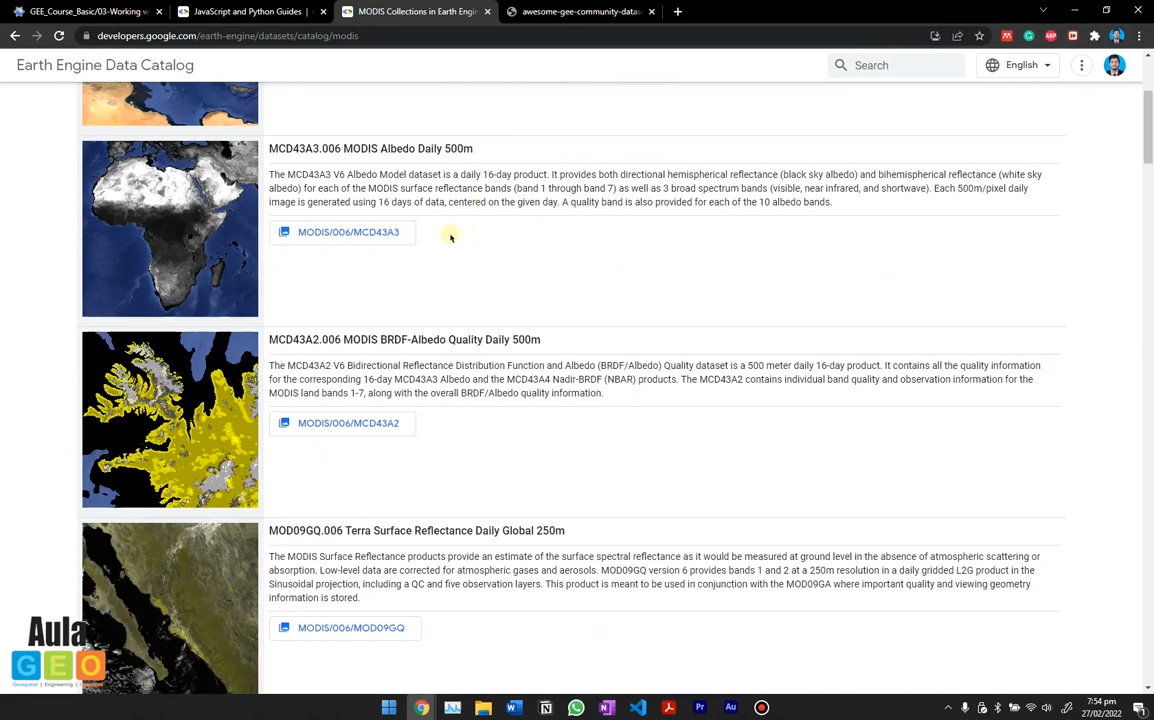 GEE_Course_Basic/03-Working w
JavaScript and Python Guides
MODIS Collections in Earth Engin
awesome-gee-community-datas
developers.google.com/earth-engine/datasets/catalog/modis
ABP
Earth Engine Data Catalog
Search
English
MCD43A3.006 MODIS Albedo Daily 500m
The MCD43A3 V6 Albedo Model dataset is a daily 16-day product. It provides both directional hemispherical reflectance (black sky albedo) and bihemispherical reflectance (white sky
albedo) for each of the MODIS surface reflectance bands (band 1 through band 7) as well as 3 broad spectrum bands (visible, near infrared, and shortwave). Each 500m/pixel daily
image is generated using 16 days of data, centered on the given day. A quality band is also provided for each of the 10 albedo bands.
MODIS/006/MCD43A3
MCD43A2.006 MODIS BRDF-Albedo Quality Daily 500m
The MCD43A2 V6 Bidirectional Reflectance Distribution Function and Albedo (BRDF/Albedo) Quality dataset is a 500 meter daily 16-day product. It contains all the quality information
for the corresponding 16-day MCD43A3 Albedo and the MCD43A4 Nadir-BRDF (NBAR) products. The MCD43A2 contains individual band quality and observation information for the
MODIS land bands 1-7, along with the overall BRDF/Albedo quality information.
MODIS/006/MCD43A2
MOD09GQ.006 Terra Surface Reflectance Daily Global 250m
The MODIS Surface Reflectance products provide an estimate of the surface spectral reflectance as it would be measured at ground level in the absence of atmospheric scattering or
absorption. Low-level data are corrected for atmospheric gases and aerosols. MOD09GQ version 6 provides bands 1 and 2 at a 250m resolution in a daily gridded L2G product in the
Sinusoidal projection, including a QC and five observation layers. This product is meant to be used in conjunction with the MOD09GA where important quality and viewing geometry
information is stored.
MODIS/006/MOD09GQ
Aula
GEO
Pr
Au
7:54 pm
27/02/2022